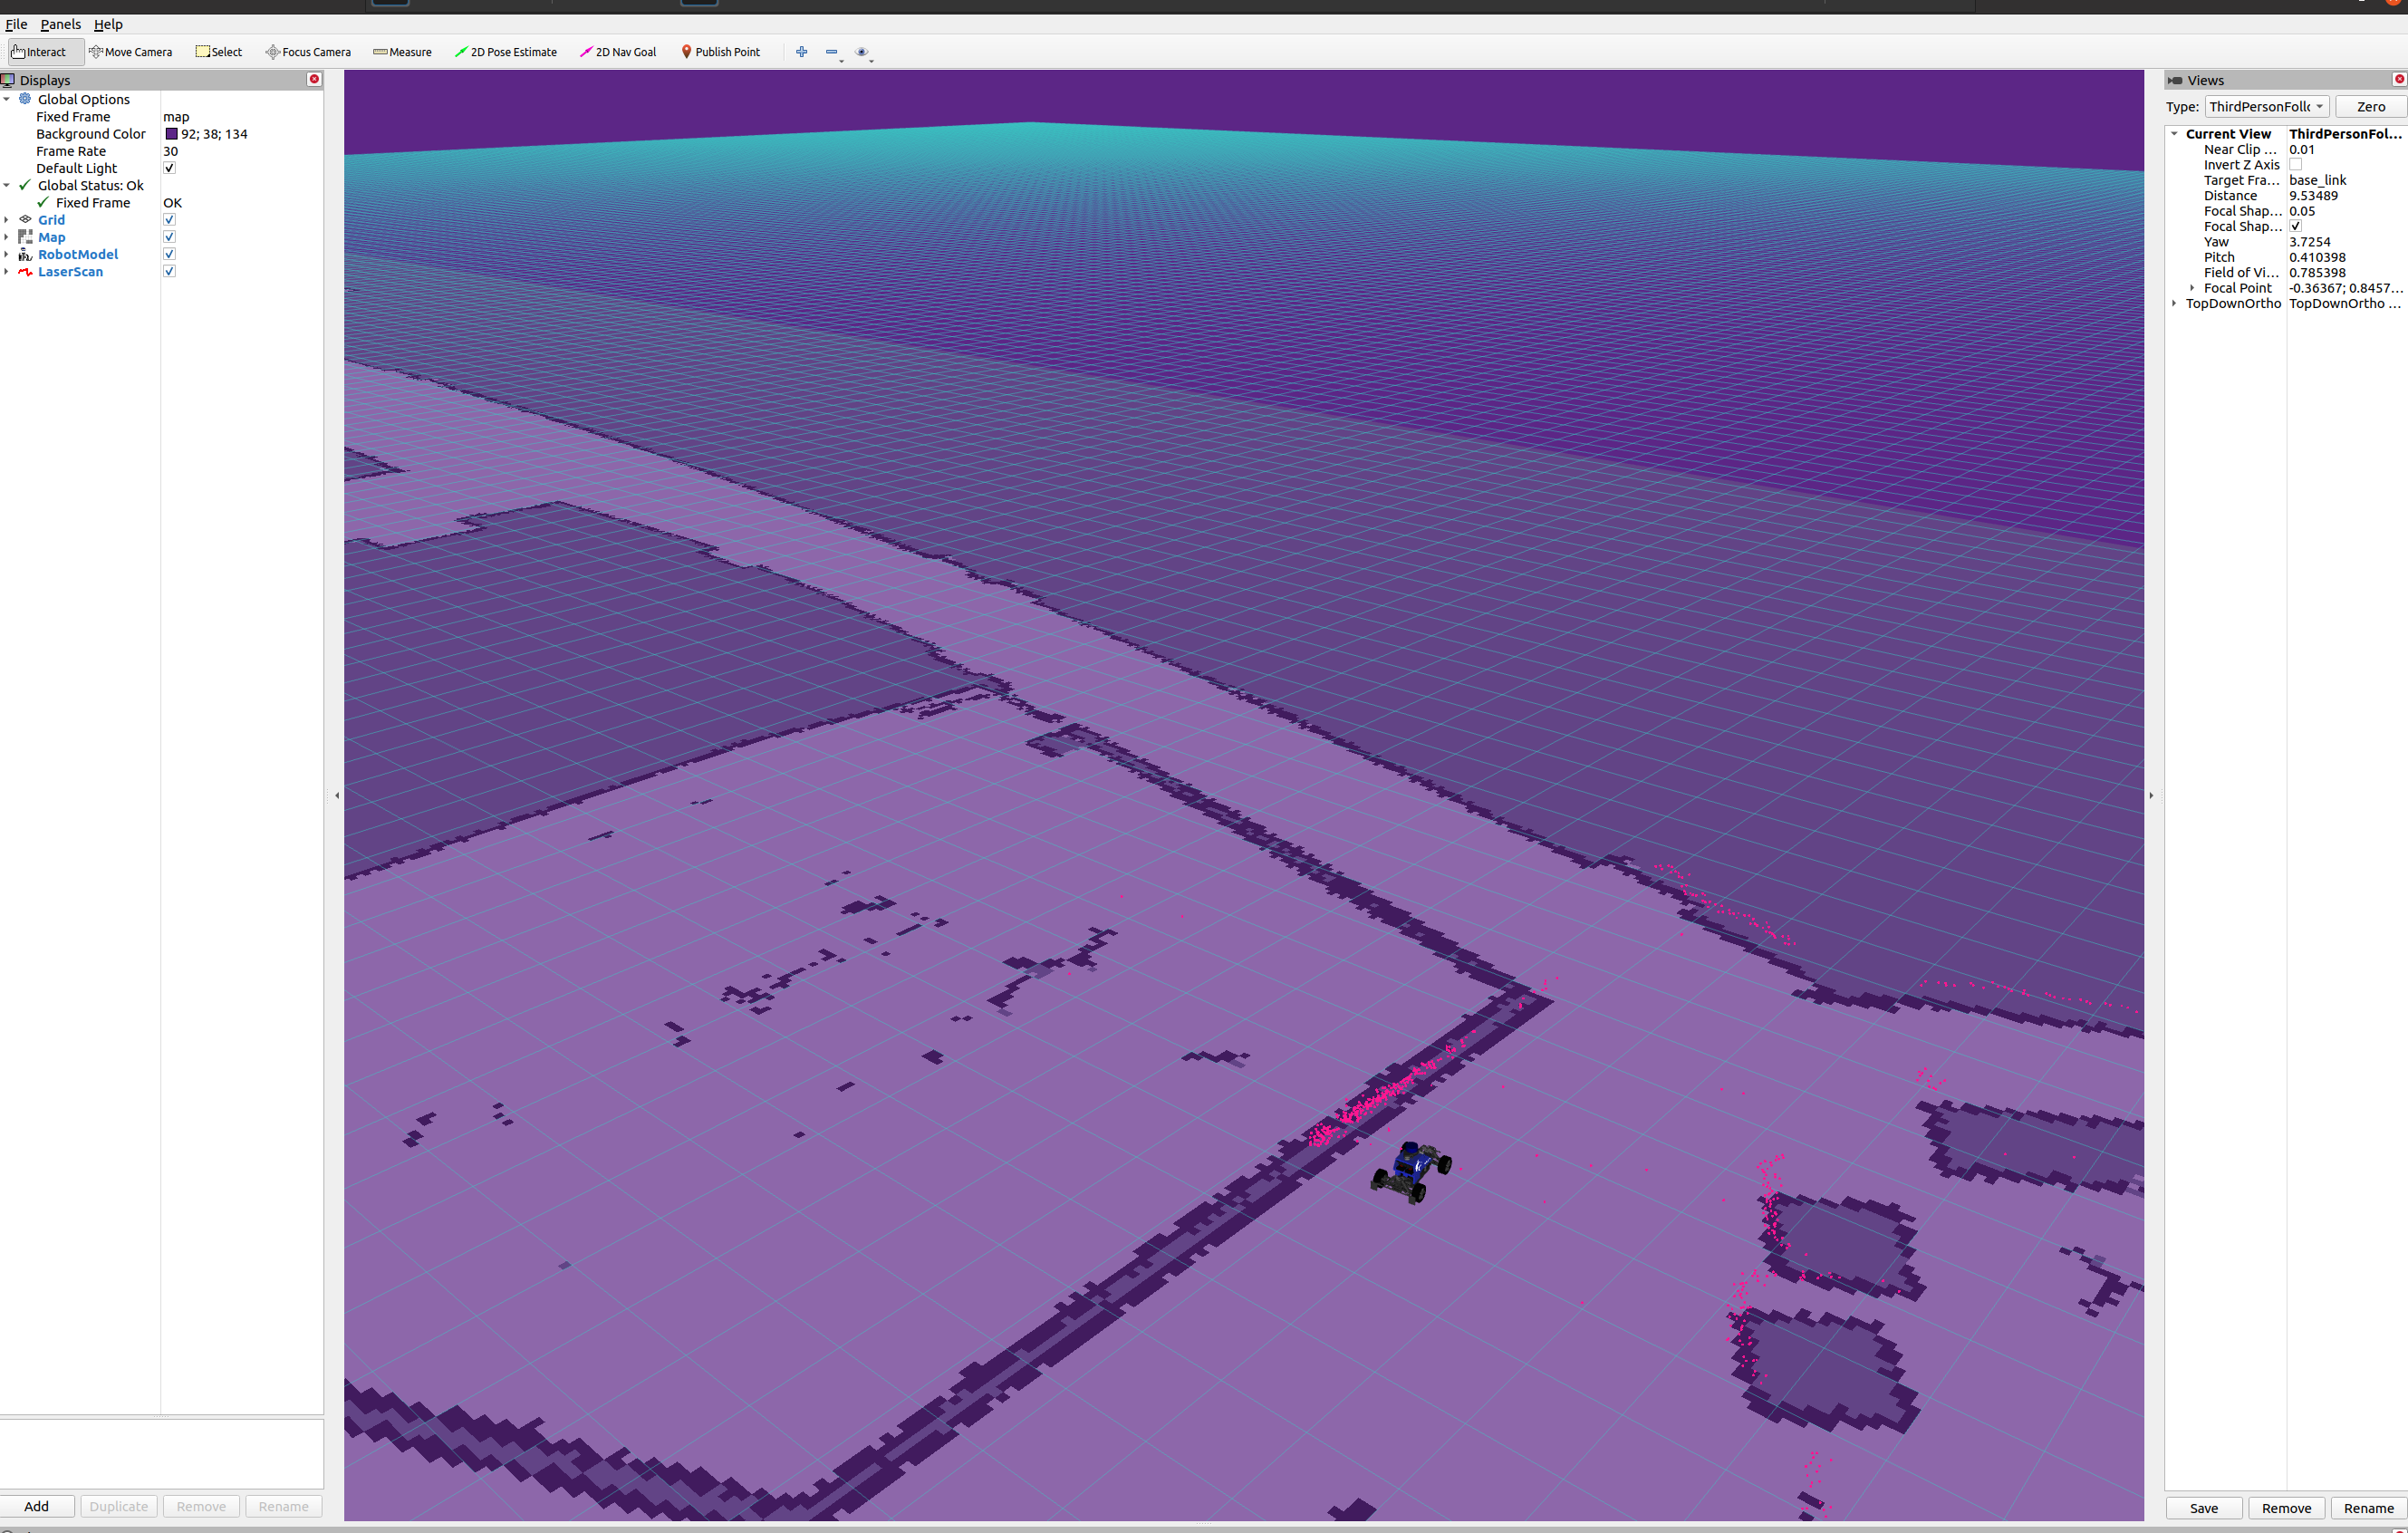 File Panels Help
Interact Move Camera Select Focus Camera Measure 2D Pose Estimate 2D Nav Goal Publish Point
Displays
Global Options
Fixed Frame map
Background Color 92; 38; 134
Frame Rate 30
Default Light
Global Status: Ok
Fixed Frame OK
Grid
Map
RobotModel
LaserScan
Add Duplicate Remove Rename
Views
Type: ThirdPersonFoll Zero
Current View ThirdPersonFol...
Near Clip ... 0.01
Invert Z Axis
Target Fra... base_link
Distance 9.53489
Focal Shap... 0.05
Focal Shap...
Yaw 3.7254
Pitch 0.410398
Field of Vi... 0.785398
Focal Point -0.36367; 0.8457...
TopDownOrtho TopDownOrtho ...
Save Remove Rename